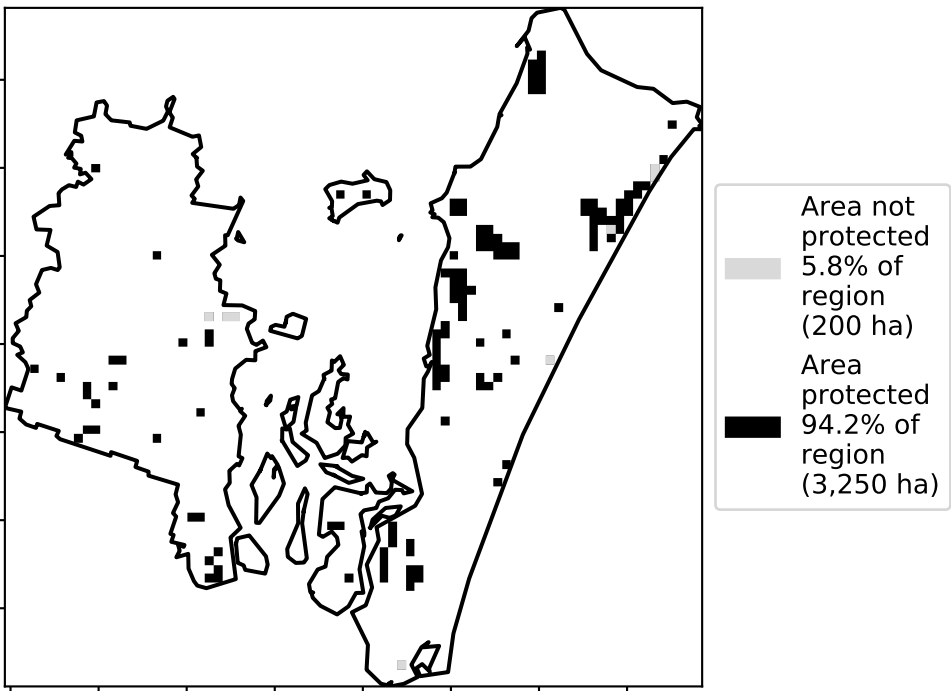 Area not
protected
5.8% of
region
(200 ha)
Area
protected
94.2% of
region
(3,250 ha)